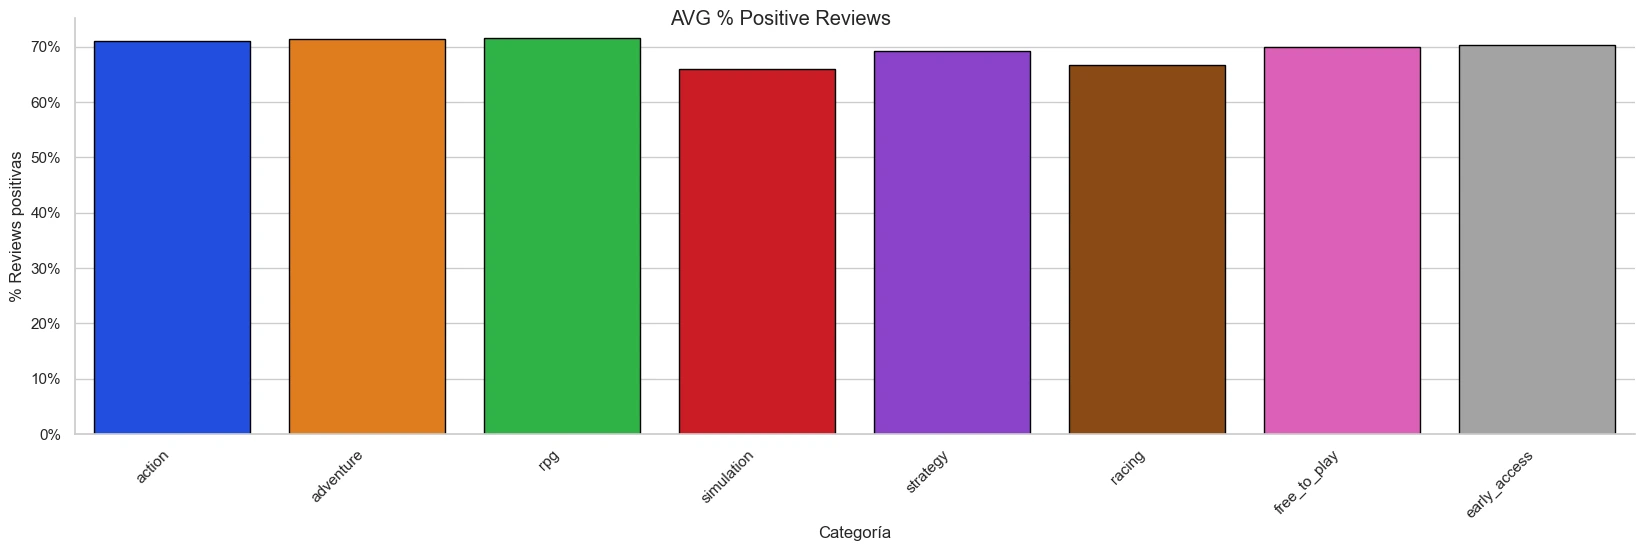 AVG % Positive Reviews
% Reviews positivas
70%
60%
50%
40%
30%
20%
10%
0%
action
adventure
rpg
simulation
strategy
racing
free_to_play
early_access
Categoría